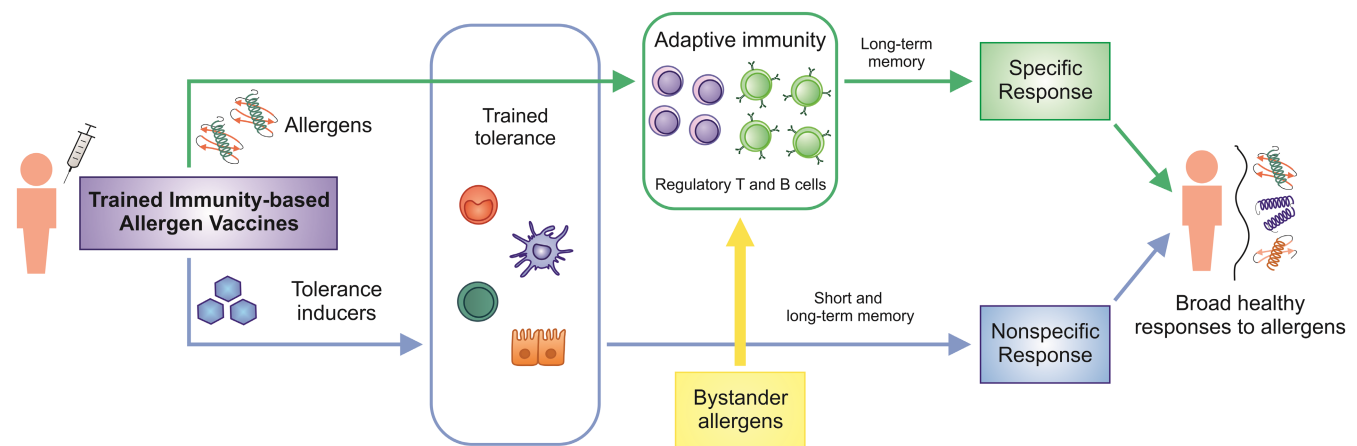 Trained Immunity-based
Allergen Vaccines
Allergens
Tolerance
inducers
Trained
tolerance
Adaptive immunity
Regulatory T and B cells
Long-term
memory
Specific
Response
Short and
long-term memory
Nonspecific
Response
Bystander
allergens
Broad healthy
responses to allergens